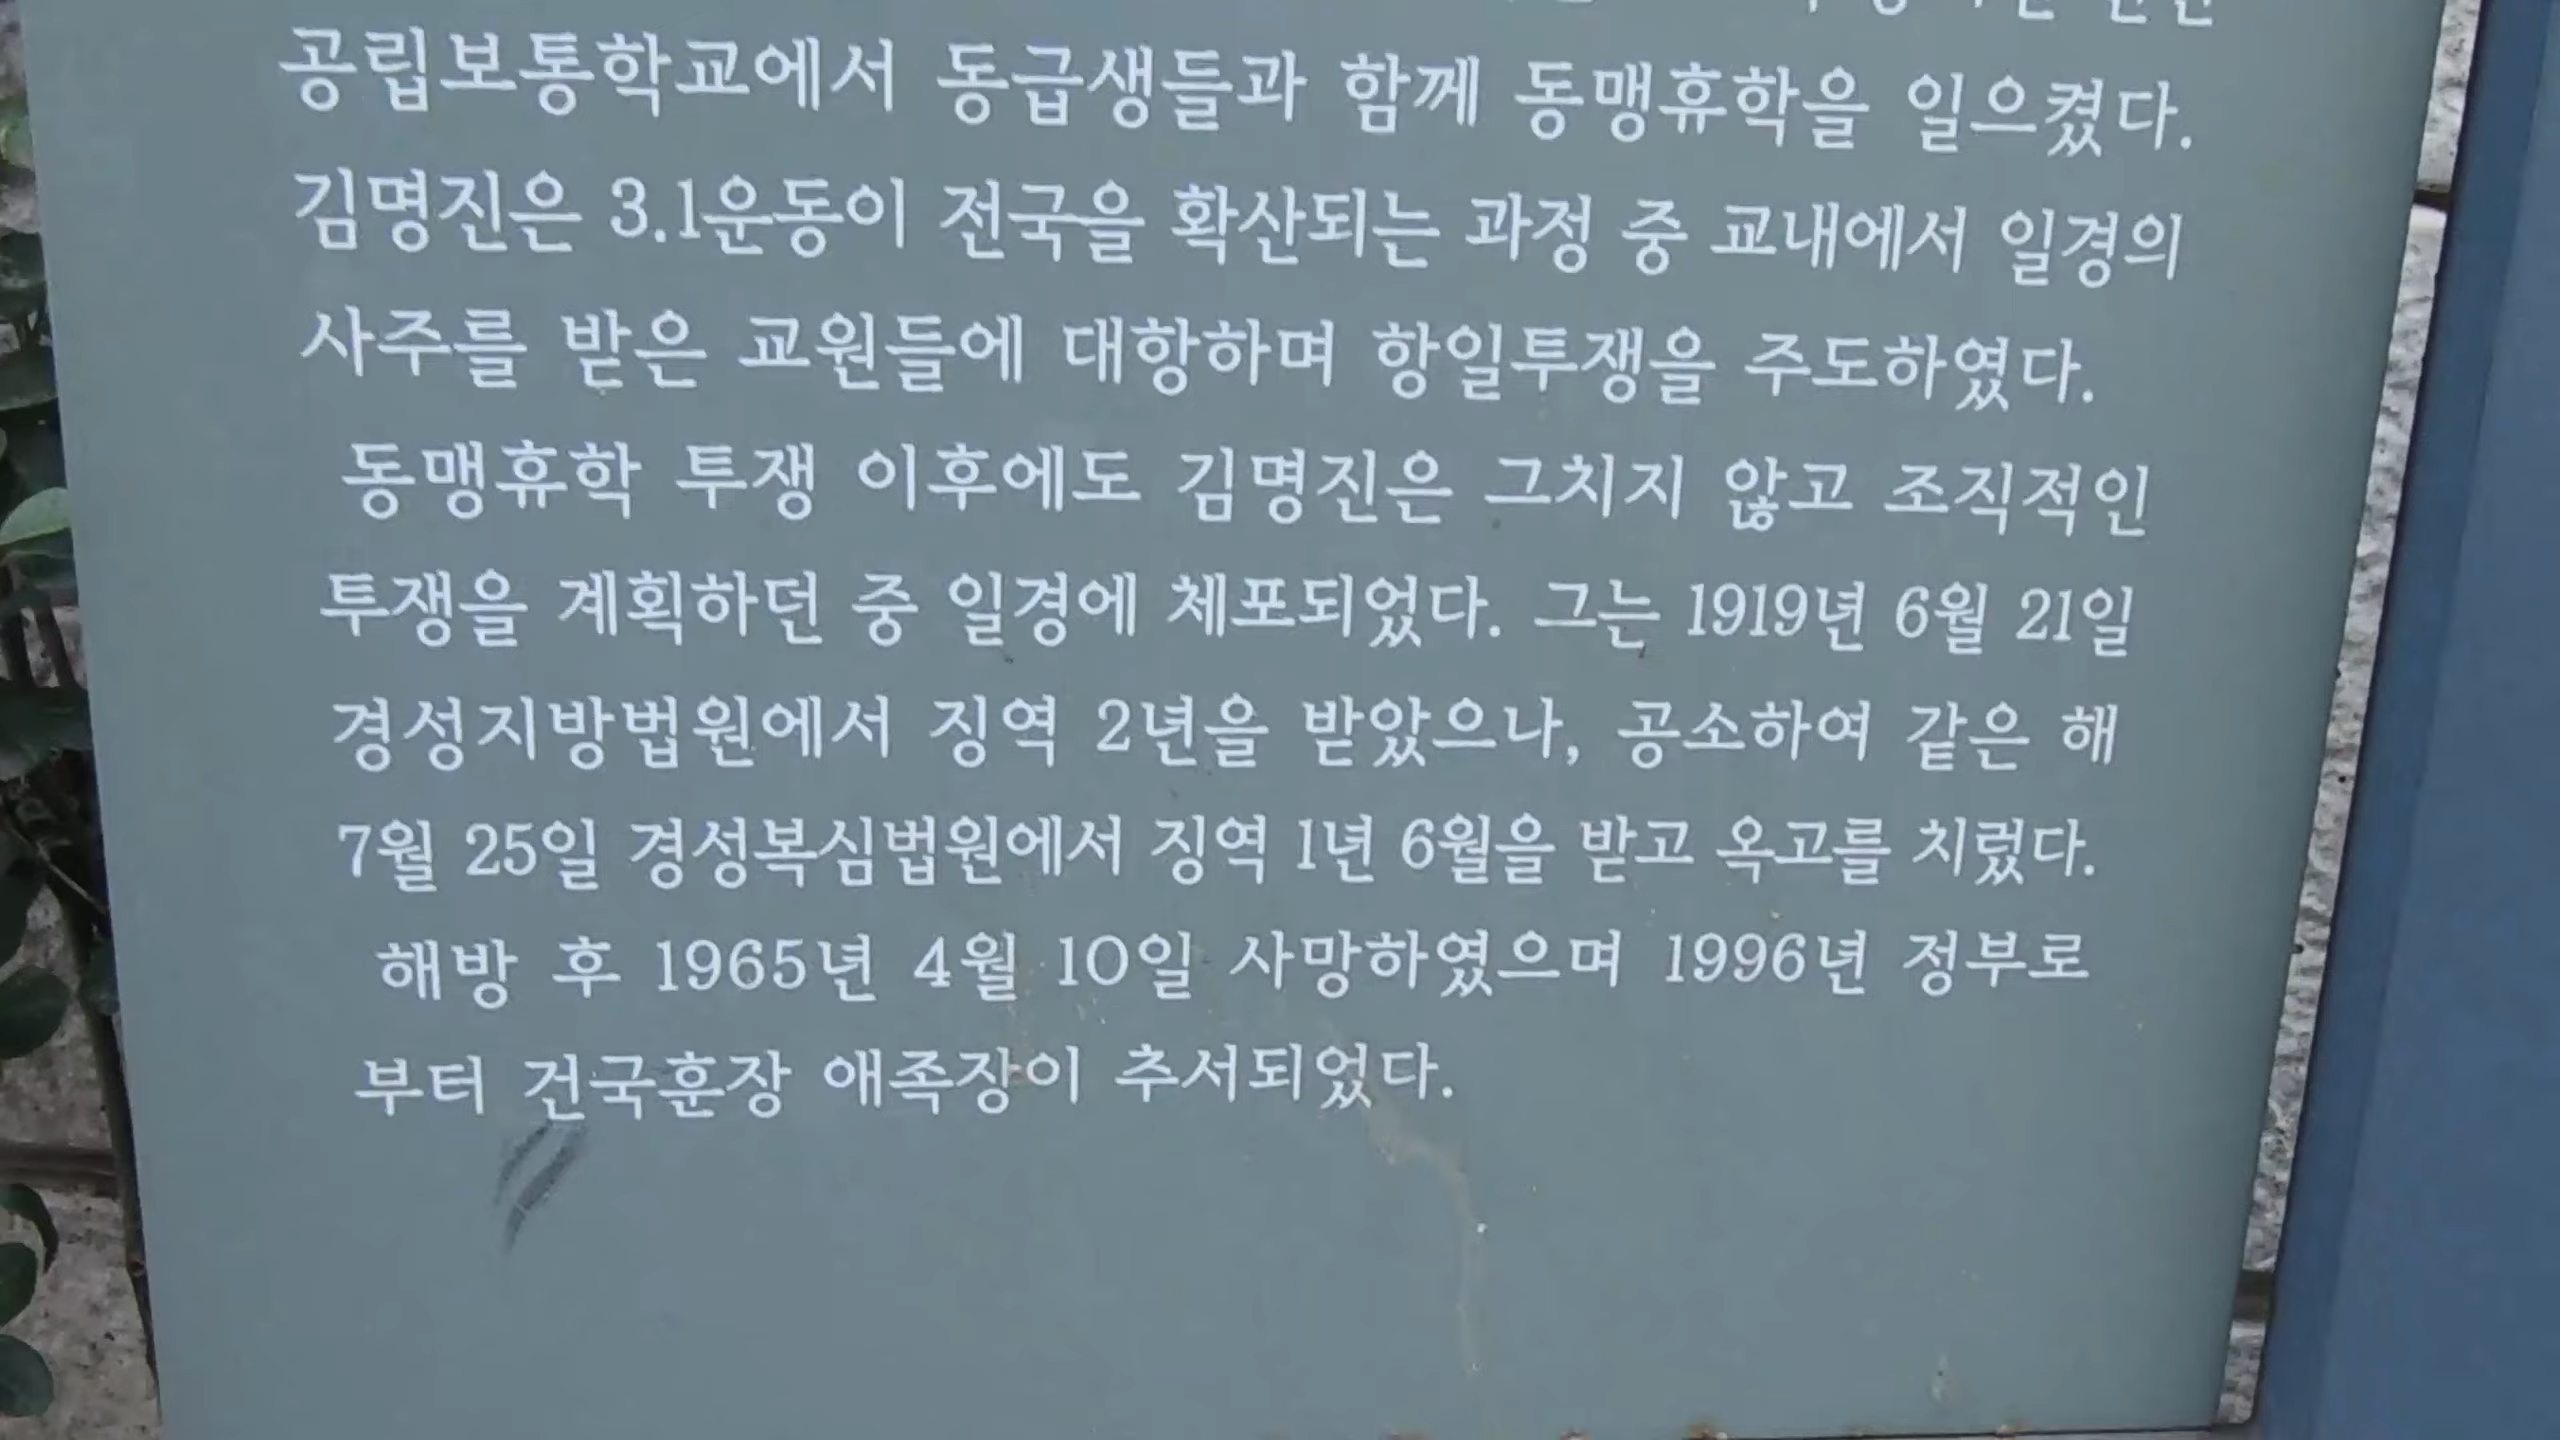 공립보통학교에서 동급생들과 함께 동맹휴학을 일으켰다.
김명진은 3.1운동이 전국을 확산되는 과정 중 교내에서 일경의
사주를 받은 교원들에 대항하며 항일투쟁을 주도하였다.
동맹휴학 투쟁 이후에도 김명진은 그치지 않고 조직적인
투쟁을 계획하던 중 일경에 체포되었다. 그는 1919년 6월 21일
경성지방법원에서 징역 2년을 받았으나, 공소하여 같은 해
7월 25일 경성복심법원에서 징역 1년 6월을 받고 옥고를 치렀다.
해방 후 1965년 4월 10일 사망하였으며 1996년 정부로
부터 건국훈장 애족장이 추서되었다.